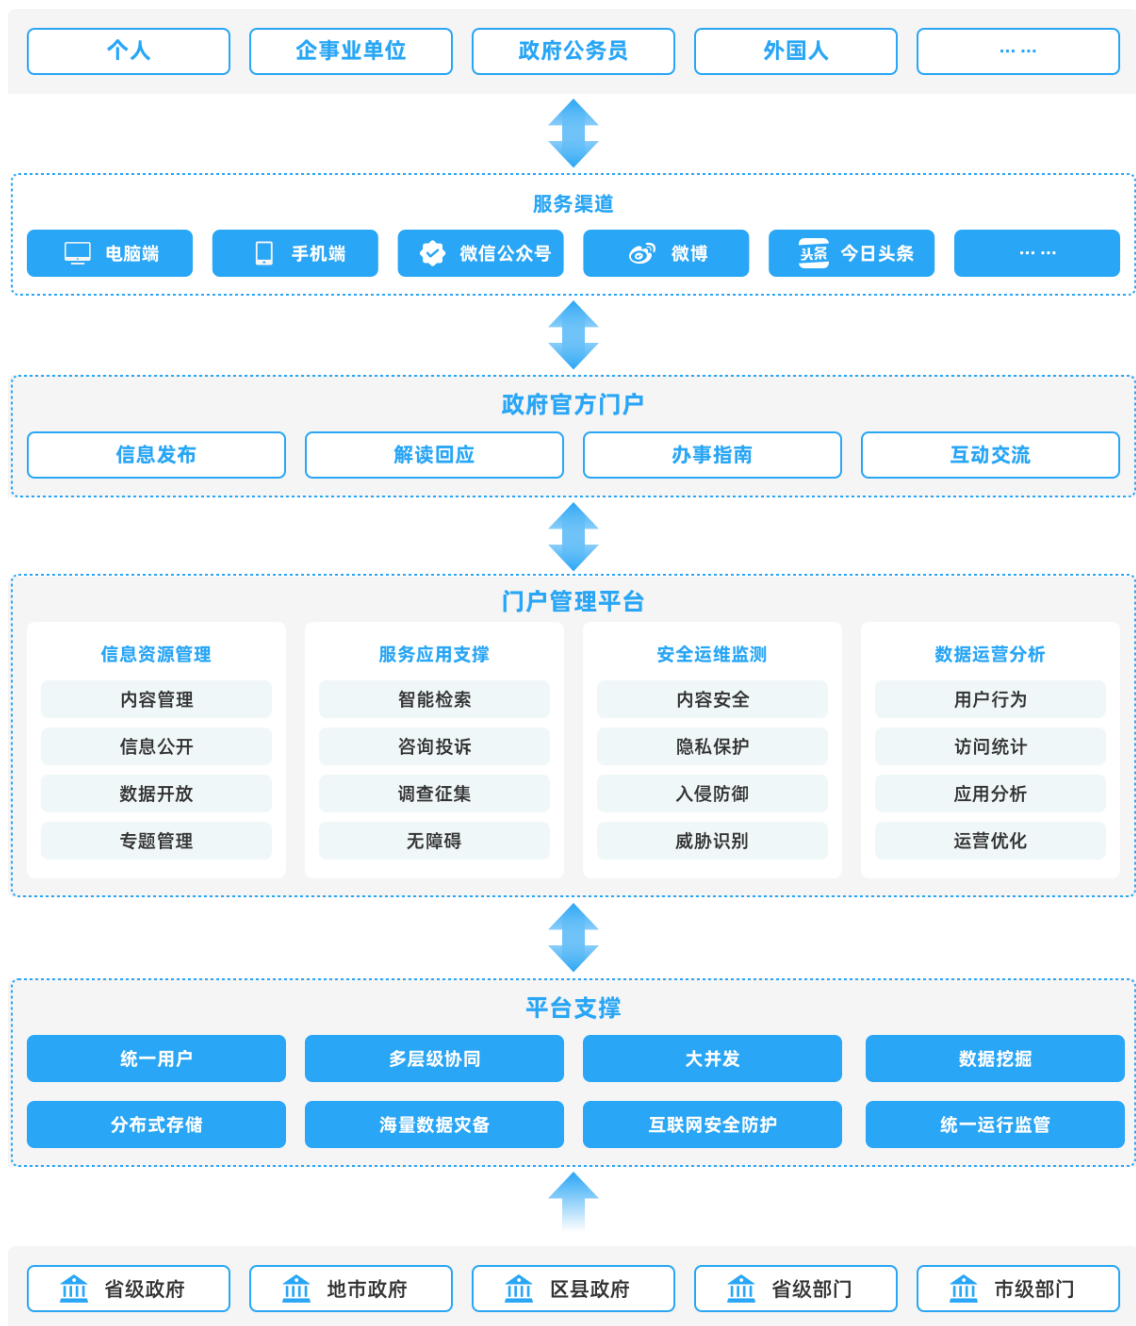 个人
企事业单位
政府公务员
外国人
… …
服务渠道
电脑端
手机端
微信公众号
微博
头条 今日头条
… …
政府官方门户
信息发布
解读回应
办事指南
互动交流
门户管理平台
信息资源管理
内容管理
信息公开
数据开放
专题管理
服务应用支撑
智能检索
咨询投诉
调查征集
无障碍
安全运维监测
内容安全
隐私保护
入侵防御
威胁识别
数据运营分析
用户行为
访问统计
应用分析
运营优化
平台支撑
统一用户
多层级协同
大并发
数据挖掘
分布式存储
海量数据灾备
互联网安全防护
统一运行监管
省级政府
地市政府
区县政府
省级部门
市级部门